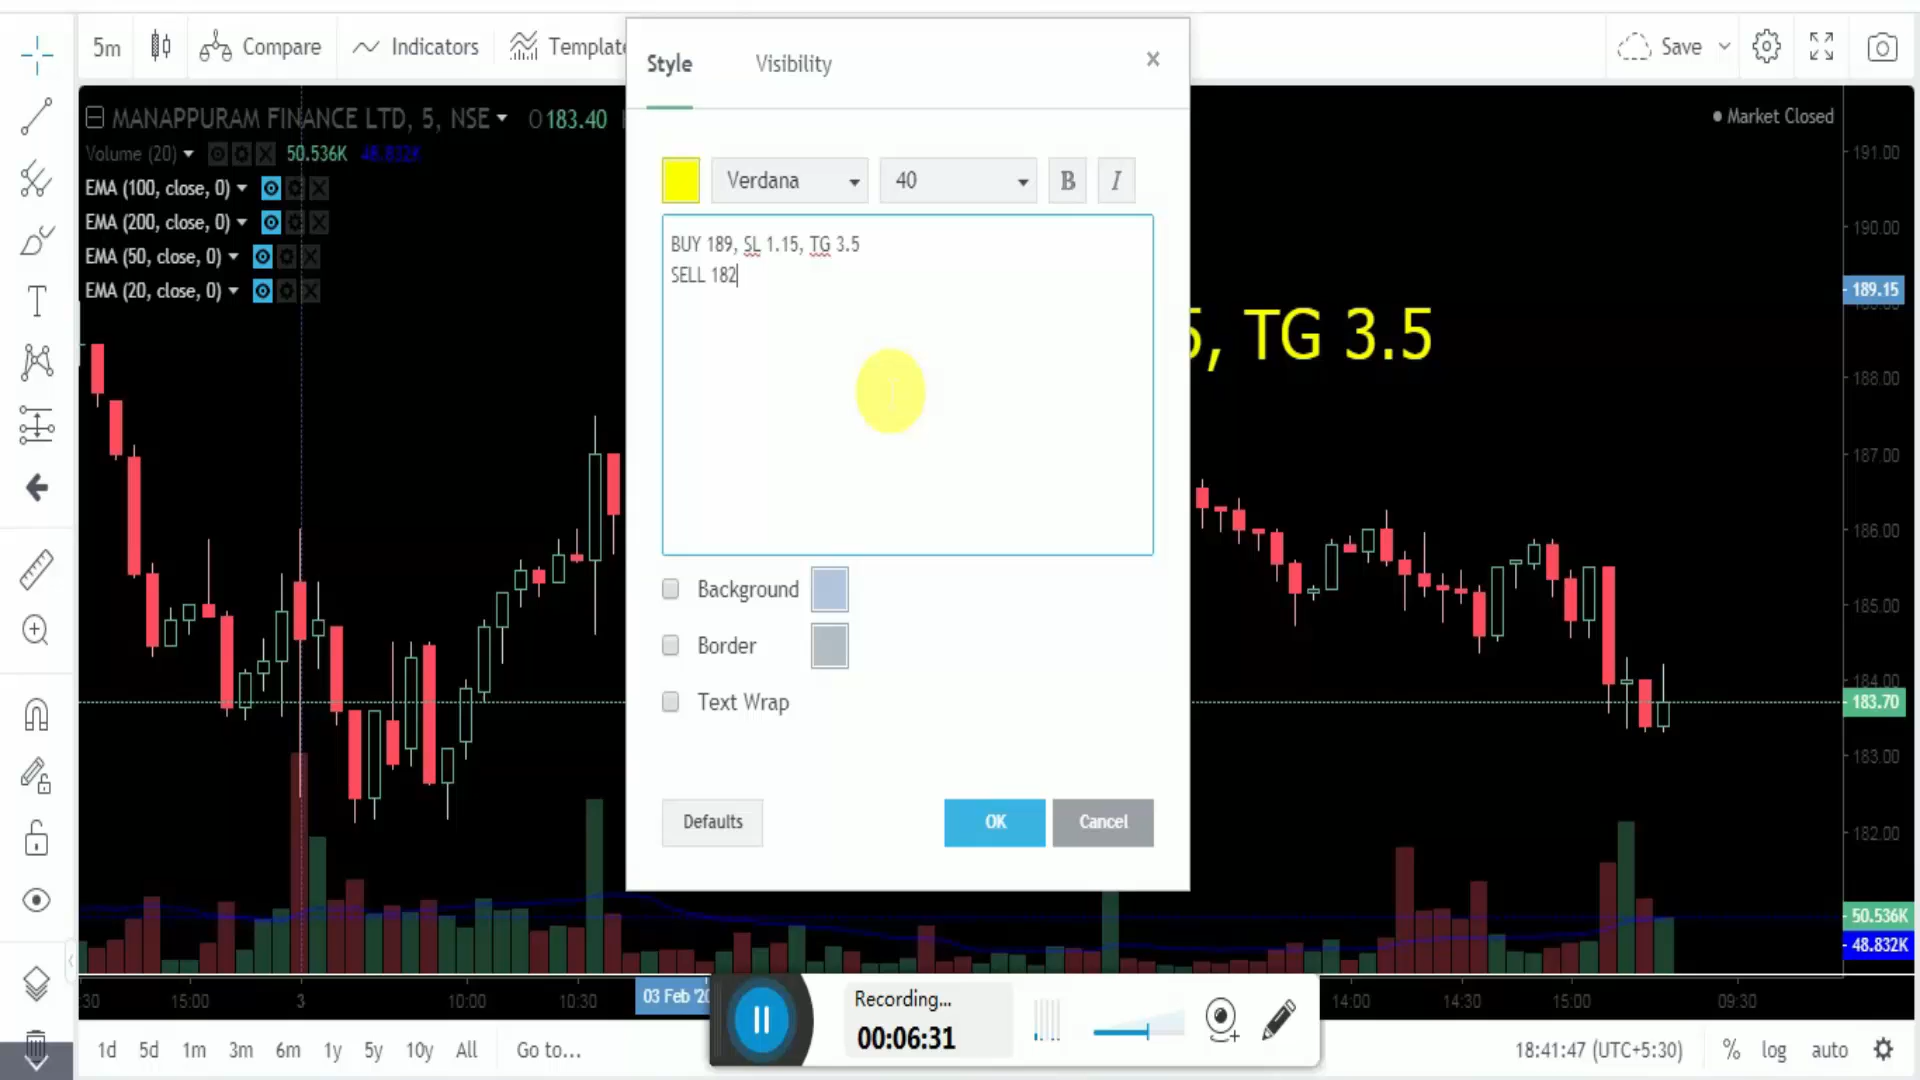 5m
Compare
Indicators
Style
Visibility
×
Save
MANAPPURAM FINANCE LTD, 5, NSE
O183.40
Market Closed
Volume (20)
50.536K
48.832K
EMA (100, close, 0)
EMA (200, close, 0)
EMA (50, close, 0)
EMA (20, close, 0)
Verdana
40
B
I
BUY 189, SL 1.15, TG 3.5
SELL 182
, TG 3.5
191.00
190.00
189.15
188.00
187.00
186.00
185.00
184.00
183.70
183.00
182.00
50.536K
48.832K
Background
Border
Text Wrap
Defaults
OK
Cancel
:30
15:00
3
10:00
10:30
03 Feb '20
14:00
14:30
15:00
09:30
Recording...
00:06:31
1d
5d
1m
3m
6m
1y
5y
10y
All
Go to...
18:41:47 (UTC+5:30)
%
log
auto